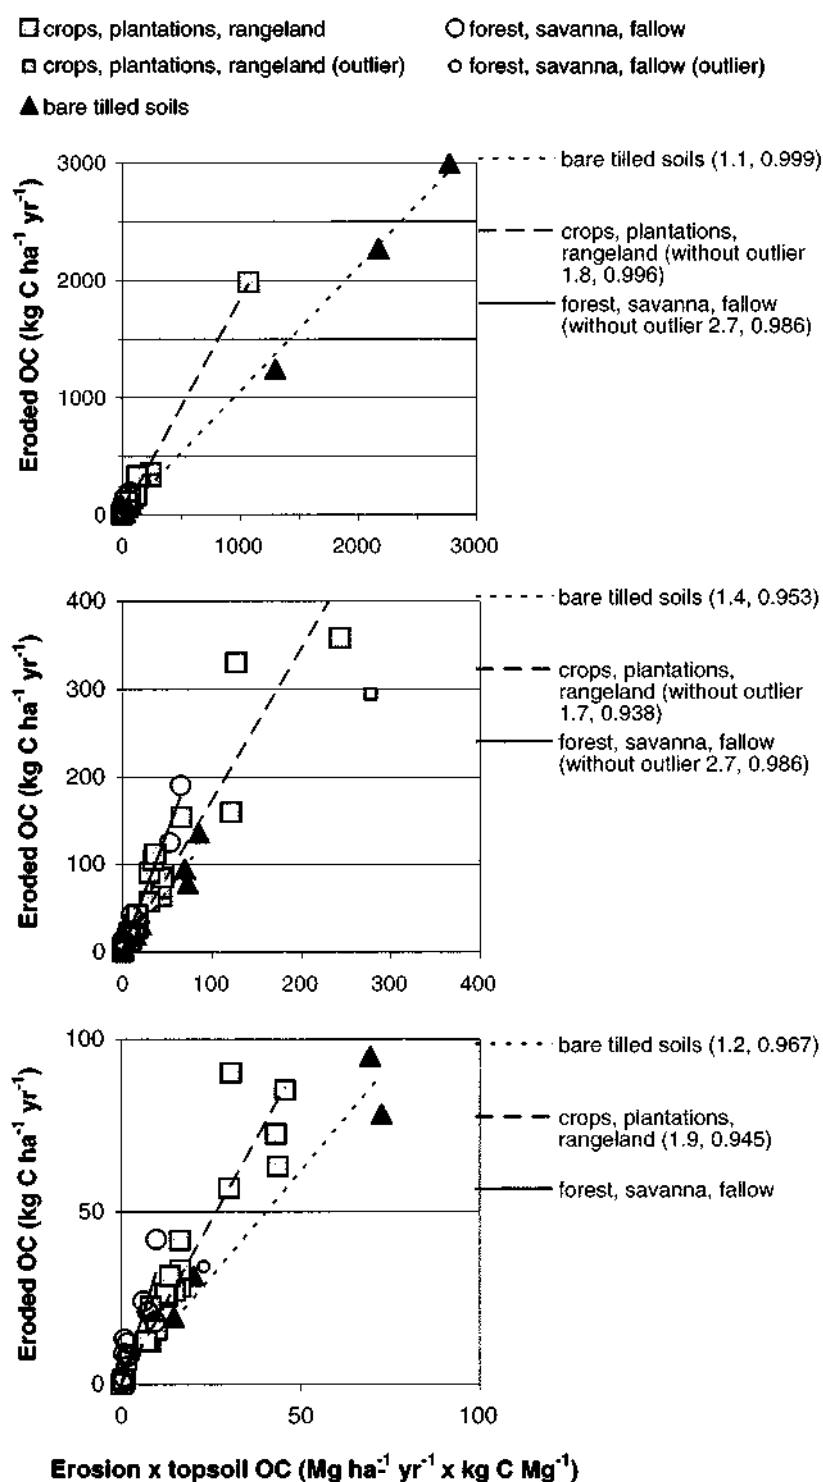 crops, plantations, rangeland
forest, savanna, fallow
crops, plantations, rangeland (outlier)
forest, savanna, fallow (outlier)
bare tilled soils
Eroded OC (kg C ha⁻¹ yr⁻¹)
3000
2000
1000
0
0 1000 2000 3000
bare tilled soils (1.1, 0.999)
crops, plantations,
rangeland (without outlier
1.8, 0.996)
forest, savanna, fallow
(without outlier 2.7, 0.986)
Eroded OC (kg C ha⁻¹ yr⁻¹)
400
300
200
100
0
0 100 200 300 400
bare tilled soils (1.4, 0.953)
crops, plantations,
rangeland (without outlier
1.7, 0.938)
forest, savanna, fallow
(without outlier 2.7, 0.986)
Eroded OC (kg C ha⁻¹ yr⁻¹)
100
50
0
0 50 100
bare tilled soils (1.2, 0.967)
crops, plantations,
rangeland (1.9, 0.945)
forest, savanna, fallow
Erosion x topsoil OC (Mg ha⁻¹ yr⁻¹ x kg C Mg⁻¹)